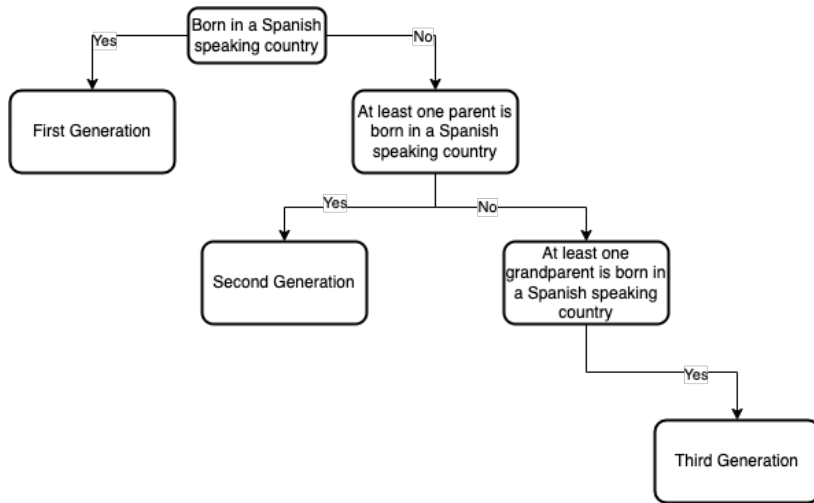 Born in a Spanish
speaking country
Yes
No
First Generation
At least one parent is
born in a Spanish
speaking country
Yes
No
Second Generation
At least one
grandparent is born in
a Spanish speaking
country
Yes
Third Generation